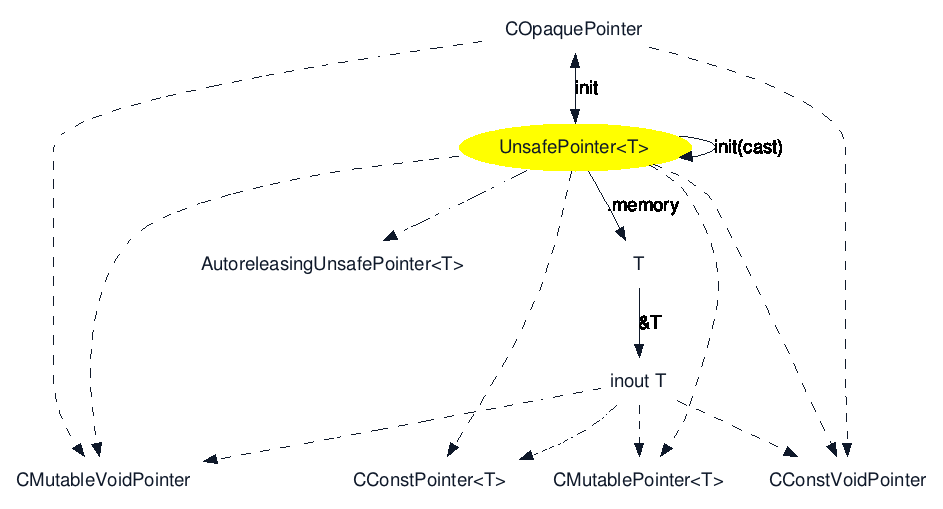 COpaquePointer
init
UnsafePointer<T>
init(cast)
.memory
AutoreleasingUnsafePointer<T>
T
&T
inout T
CMutableVoidPointer
CConstPointer<T>
CMutablePointer<T>
CConstVoidPointer